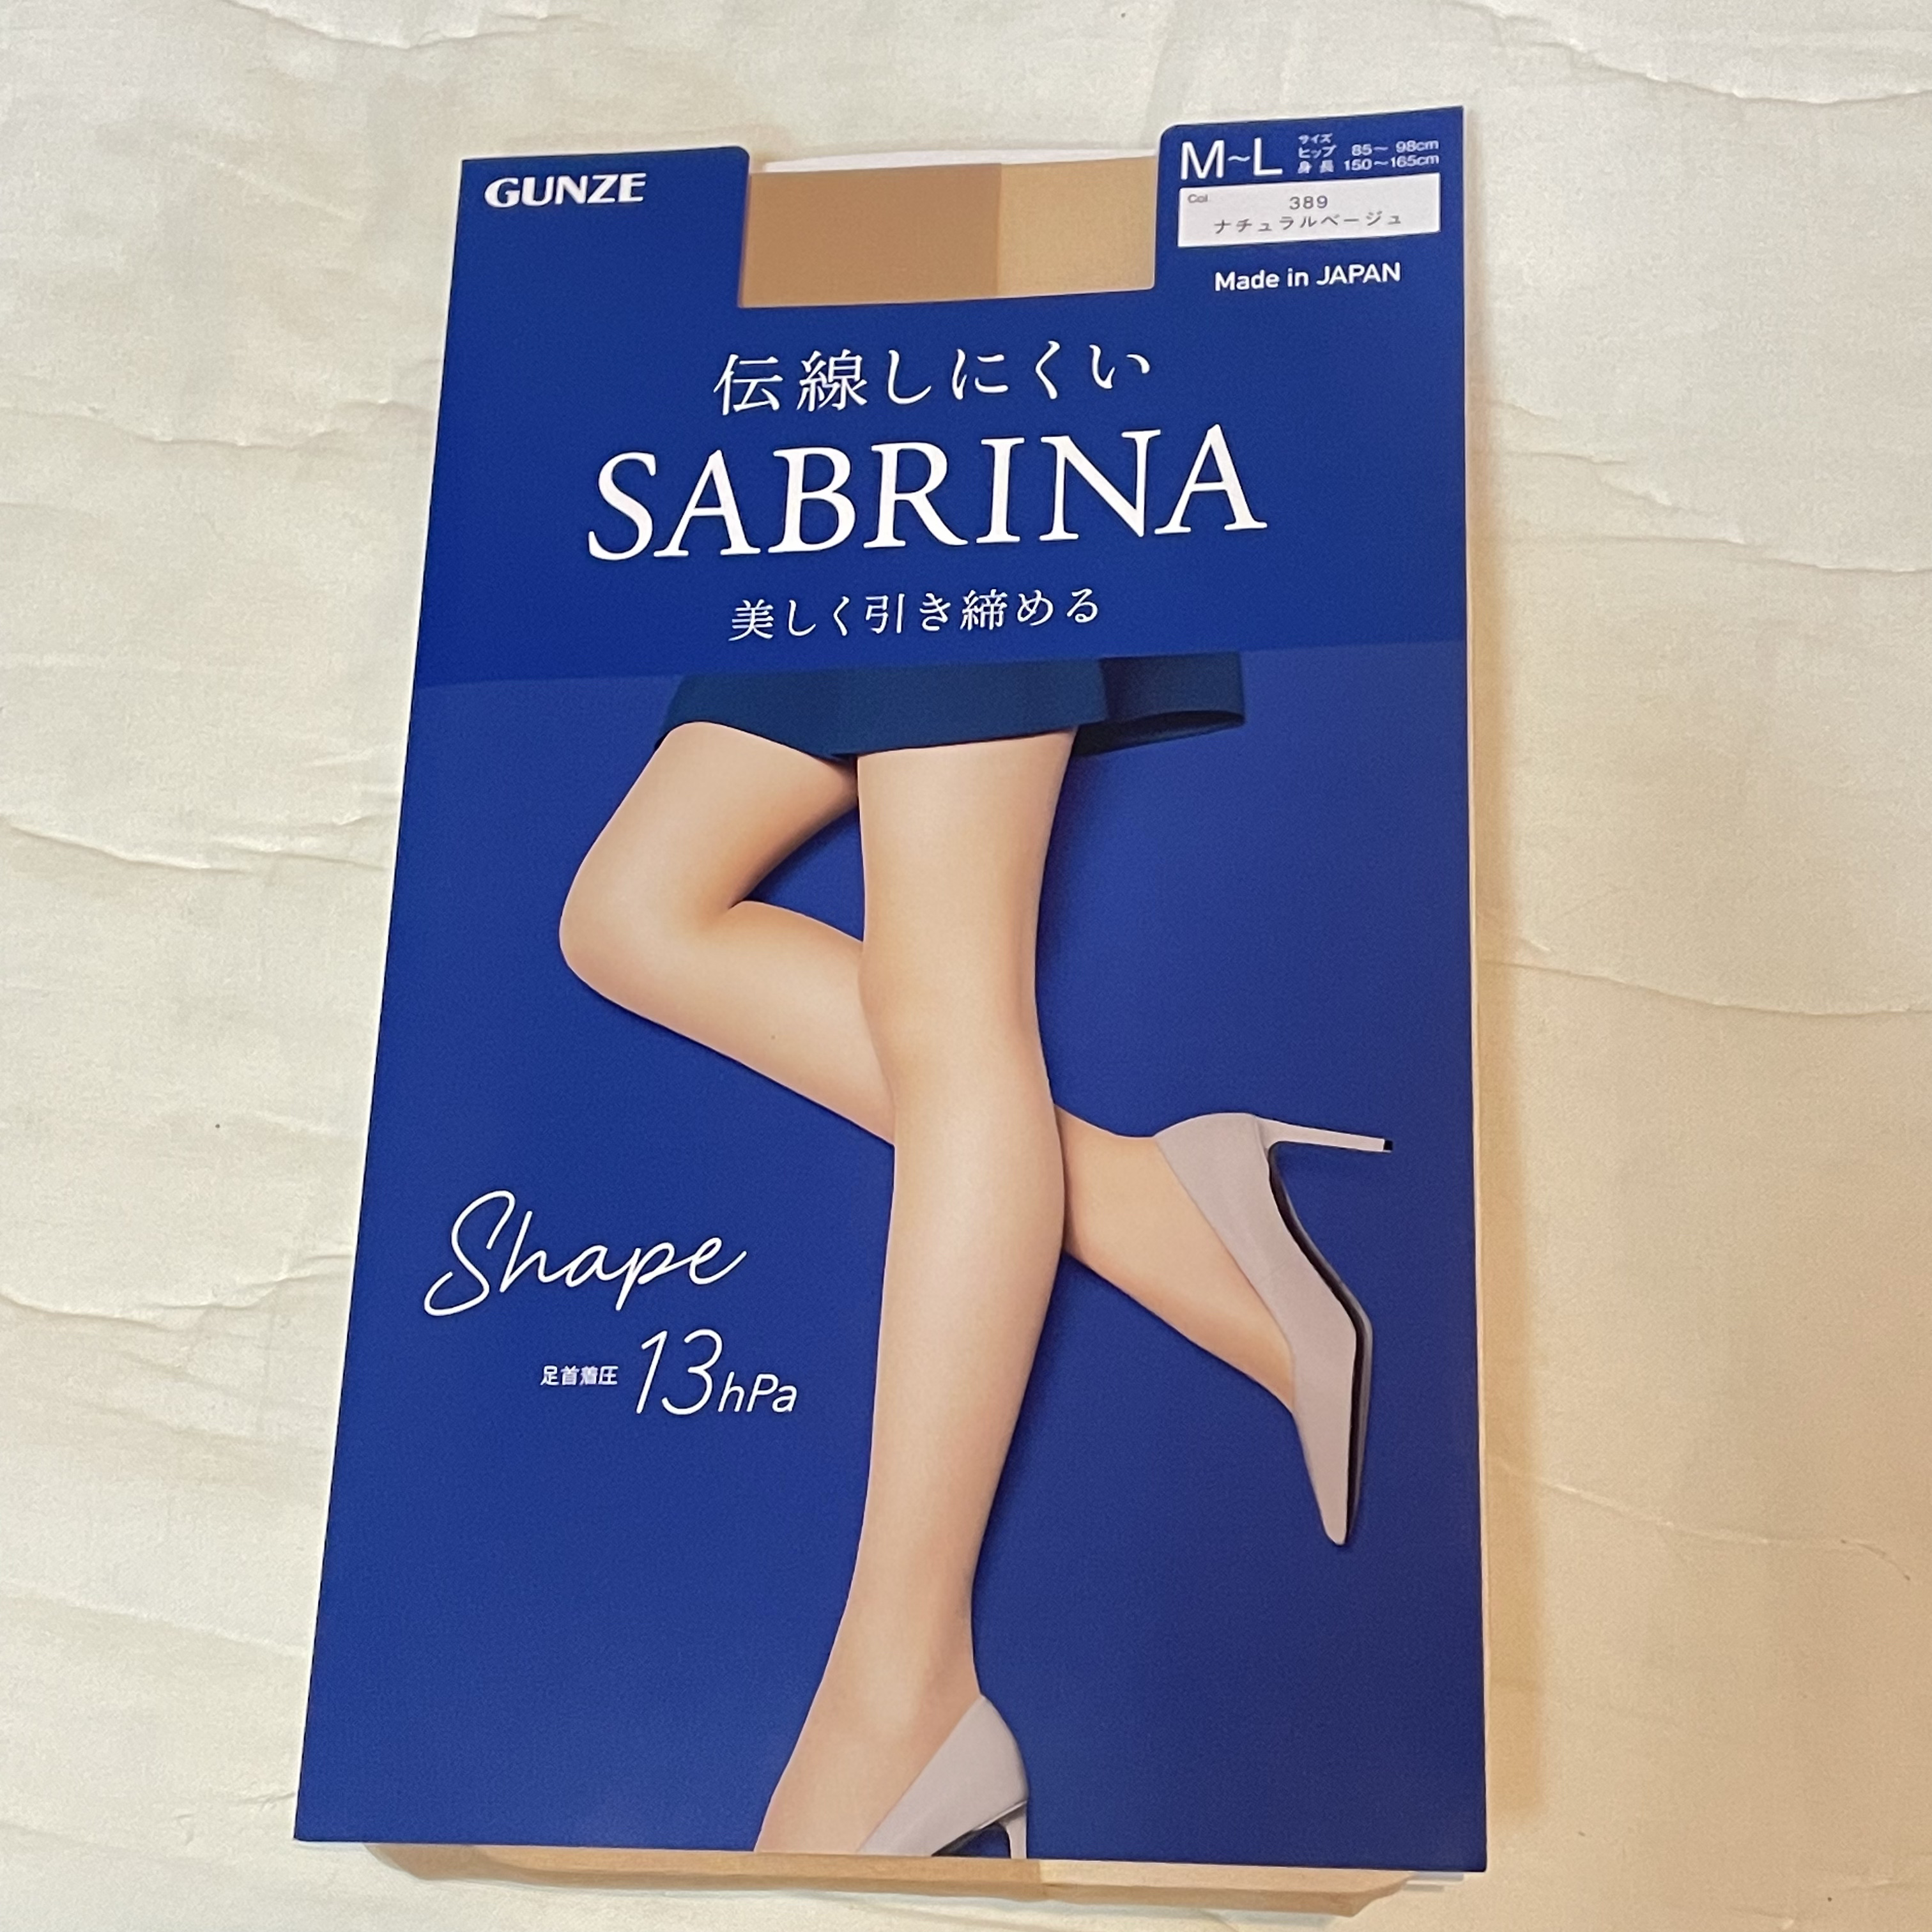 GUNZE
M~L
サイズ
ヒップ 85～98cm
身長 150～165cm
Col. 389
ナチュラルベージュ
Made in JAPAN
伝線しにくい
SABRINA
美しく引き締める
Shape
足首着圧 13hPa